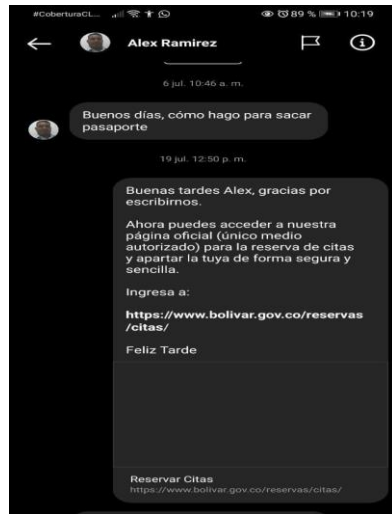 #CoberturaCL... 89 % 10:19
Alex Ramirez
6 jul. 10:46 a. m.
Buenos días, cómo hago para sacar
pasaporte
19 jul. 12:50 p. m.
Buenas tardes Alex, gracias por
escribirnos.
Ahora puedes acceder a nuestra
página oficial (único medio
autorizado) para la reserva de citas
y apartar la tuya de forma segura y
sencilla.
Ingresa a:
https://www.bolivar.gov.co/reservas
/citas/
Feliz Tarde
Reservar Citas
https://www.bolivar.gov.co/reservas/citas/